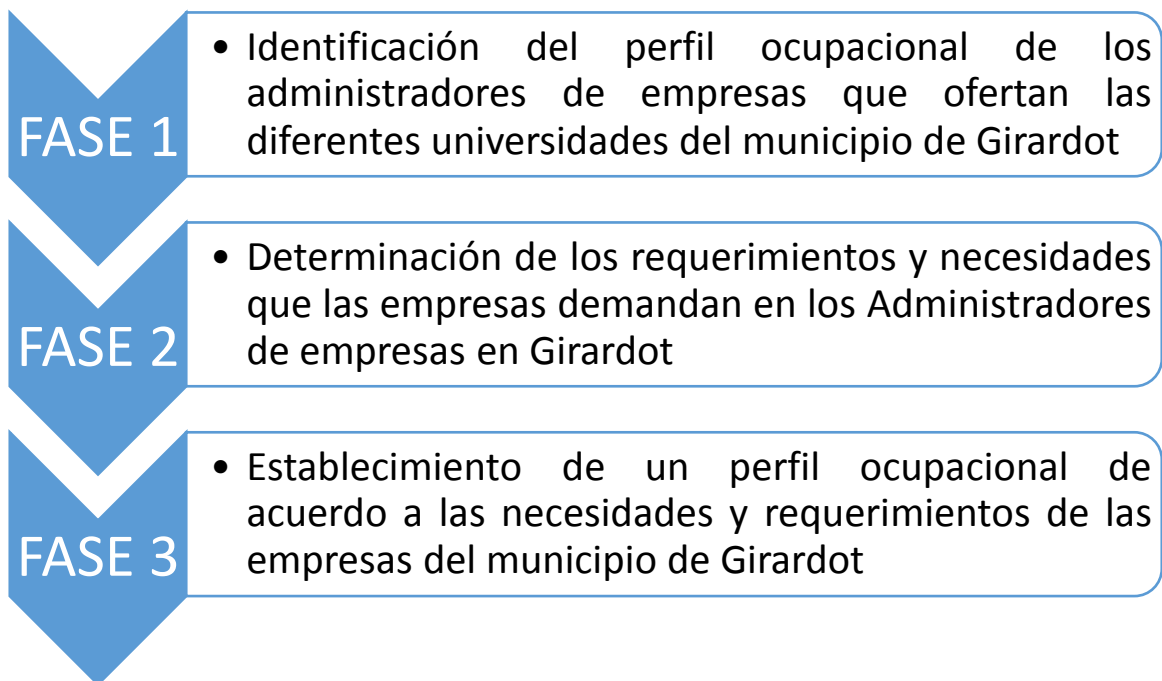 FASE 1
• Identificación del perfil ocupacional de los
administradores de empresas que ofertan las
diferentes universidades del municipio de Girardot
FASE 2
• Determinación de los requerimientos y necesidades
que las empresas demandan en los Administradores
de empresas en Girardot
FASE 3
• Establecimiento de un perfil ocupacional de
acuerdo a las necesidades y requerimientos de las
empresas del municipio de Girardot